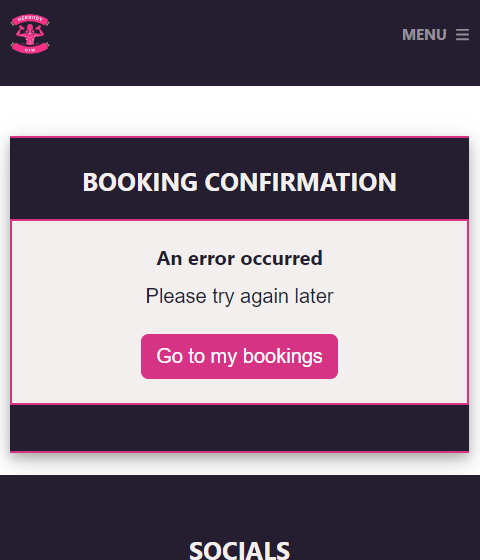 HERBODY
GYM
MENU
BOOKING CONFIRMATION
An error occurred
Please try again later
Go to my bookings
SOCIALS